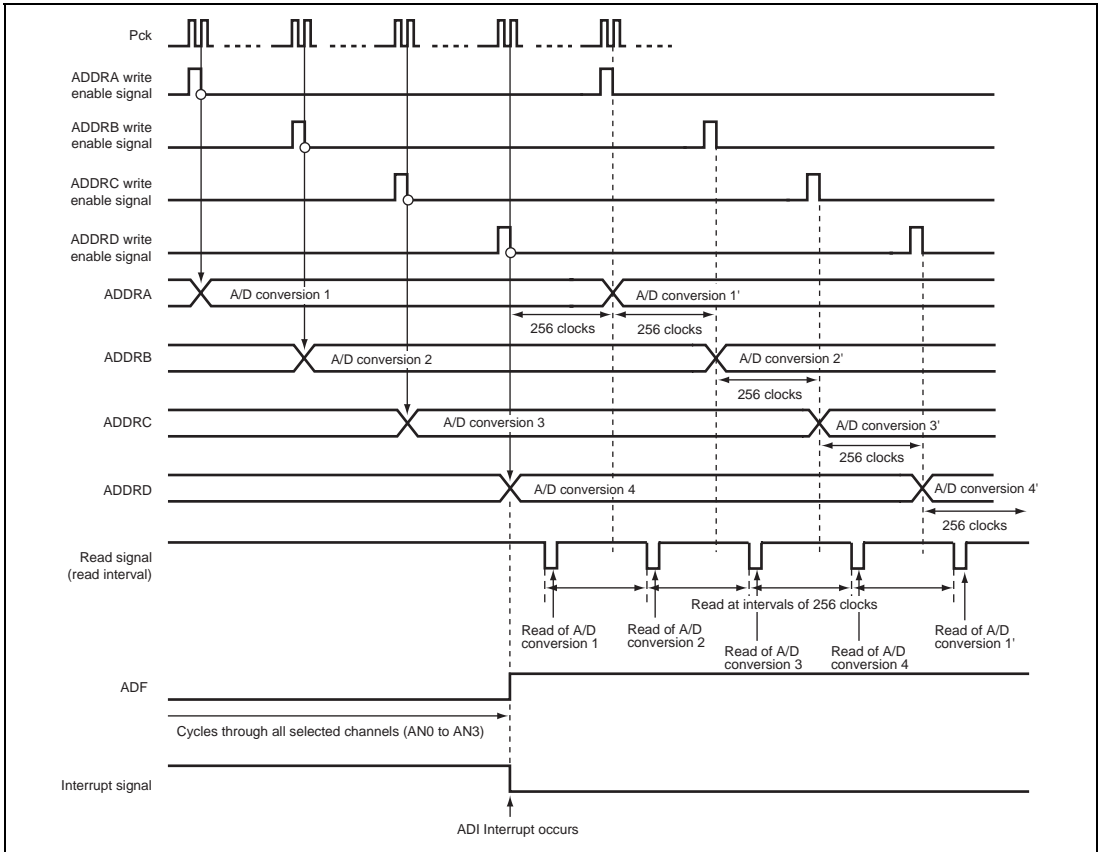 Pck
ADDRA write
enable signal
ADDRB write
enable signal
ADDRC write
enable signal
ADDRD write
enable signal
ADDRA
A/D conversion 1
A/D conversion 1'
256 clocks
256 clocks
ADDRB
A/D conversion 2
A/D conversion 2'
256 clocks
ADDRC
A/D conversion 3
A/D conversion 3'
256 clocks
ADDRD
A/D conversion 4
A/D conversion 4'
256 clocks
Read signal
(read interval)
Read at intervals of 256 clocks
Read of A/D
conversion 1
Read of A/D
conversion 2
Read of A/D
conversion 3
Read of A/D
conversion 4
Read of A/D
conversion 1'
ADF
Cycles through all selected channels (AN0 to AN3)
Interrupt signal
ADI Interrupt occurs